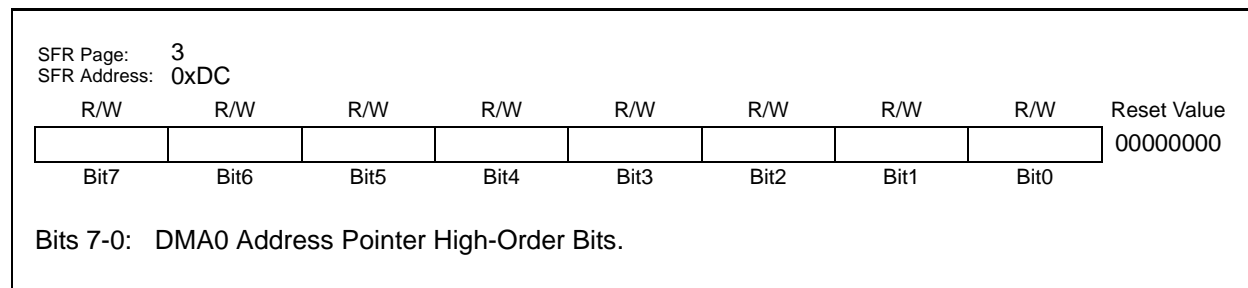 SFR Page: 3
SFR Address: 0xDC
R/W R/W R/W R/W R/W R/W R/W R/W Reset Value
00000000
Bit7 Bit6 Bit5 Bit4 Bit3 Bit2 Bit1 Bit0
Bits 7-0: DMA0 Address Pointer High-Order Bits.